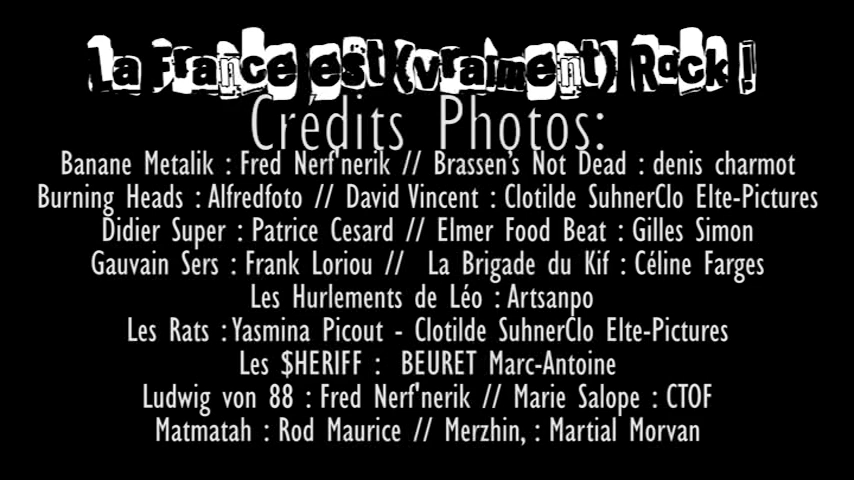 La France est (vraiment) Rock !
Crédits Photos:
Banane Metalik : Fred Nerf'nerik // Brassen's Not Dead : denis charmot
Burning Heads : Alfredfoto // David Vincent : Clotilde SuhnerClo Elte-Pictures
Didier Super : Patrice Cesard // Elmer Food Beat : Gilles Simon
Gauvain Sers : Frank Loriou // La Brigade du Kif : Céline Farges
Les Hurlements de Léo : Artsanpo
Les Rats : Yasmina Picout - Clotilde SuhnerClo Elte-Pictures
Les $HERIFF : BEURET Marc-Antoine
Ludwig von 88 : Fred Nerf'nerik // Marie Salope : CTOF
Matmatah : Rod Maurice // Merzhin, : Martial Morvan